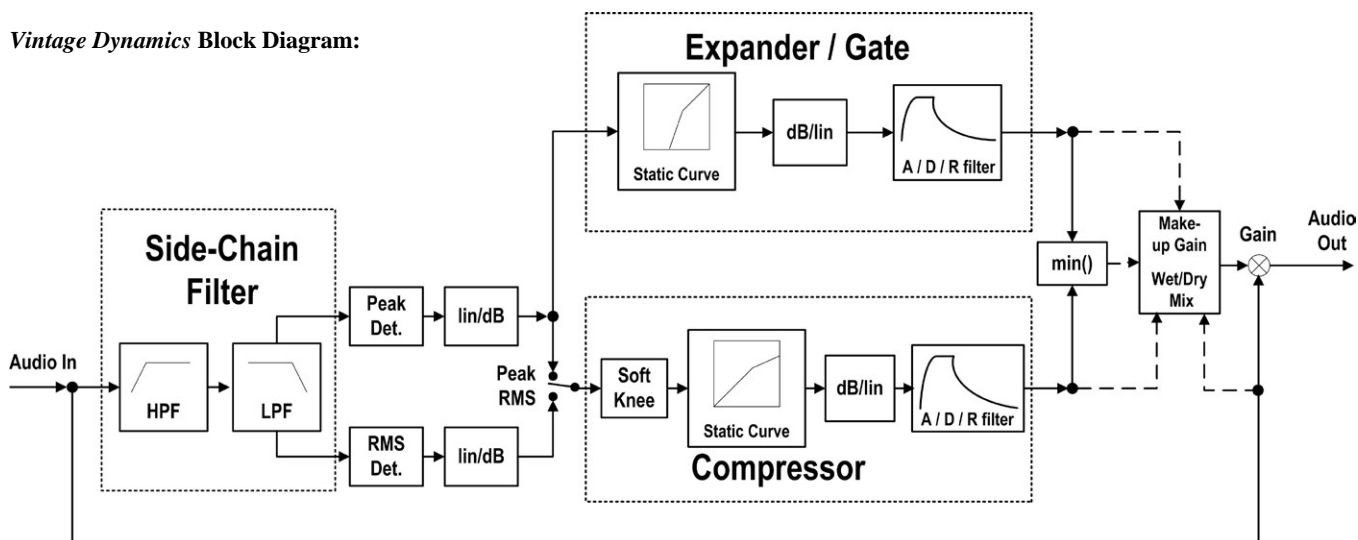 Vintage Dynamics Block Diagram:
Expander / Gate
Static Curve
dB/lin
A / D / R filter
Side-Chain
Filter
Audio In
HPF
LPF
Peak
Det.
lin/dB
RMS
Det.
lin/dB
Peak
RMS
Soft
Knee
Static Curve
dB/lin
A / D / R filter
Compressor
min()
Make-
up Gain
Wet/Dry
Mix
Gain
Audio
Out